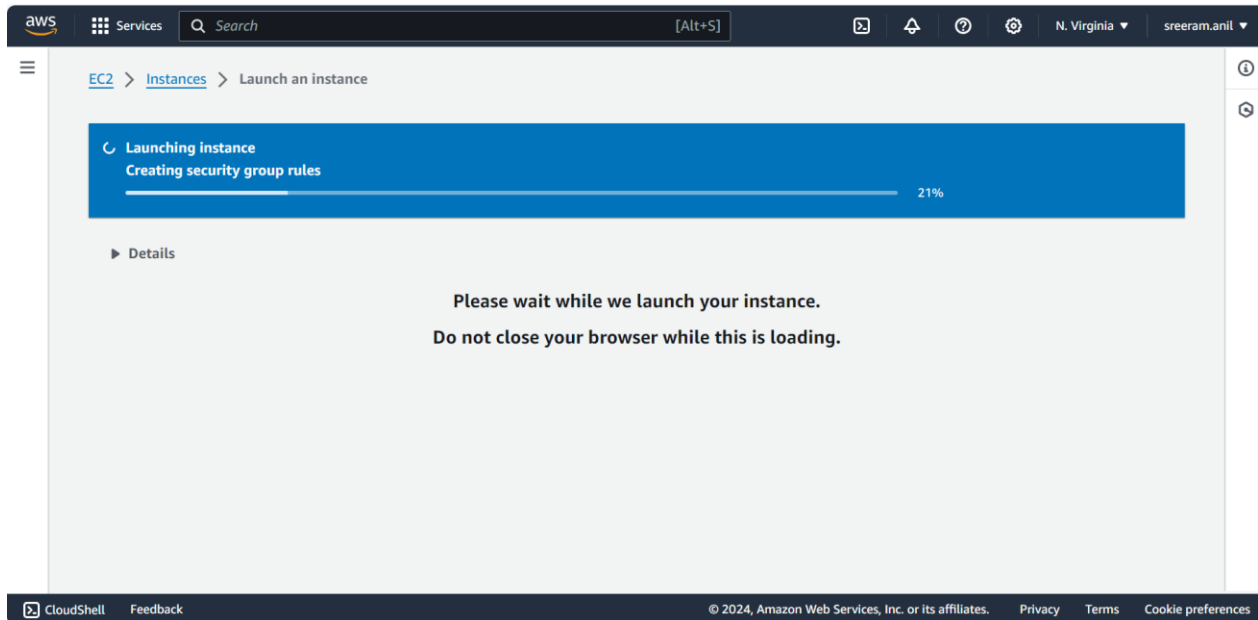 aws Services Search [Alt+S] N. Virginia sreeram.anil
EC2 > Instances > Launch an instance
Launching instance
Creating security group rules
21%
Details
Please wait while we launch your instance.
Do not close your browser while this is loading.
CloudShell Feedback © 2024, Amazon Web Services, Inc. or its affiliates. Privacy Terms Cookie preferences